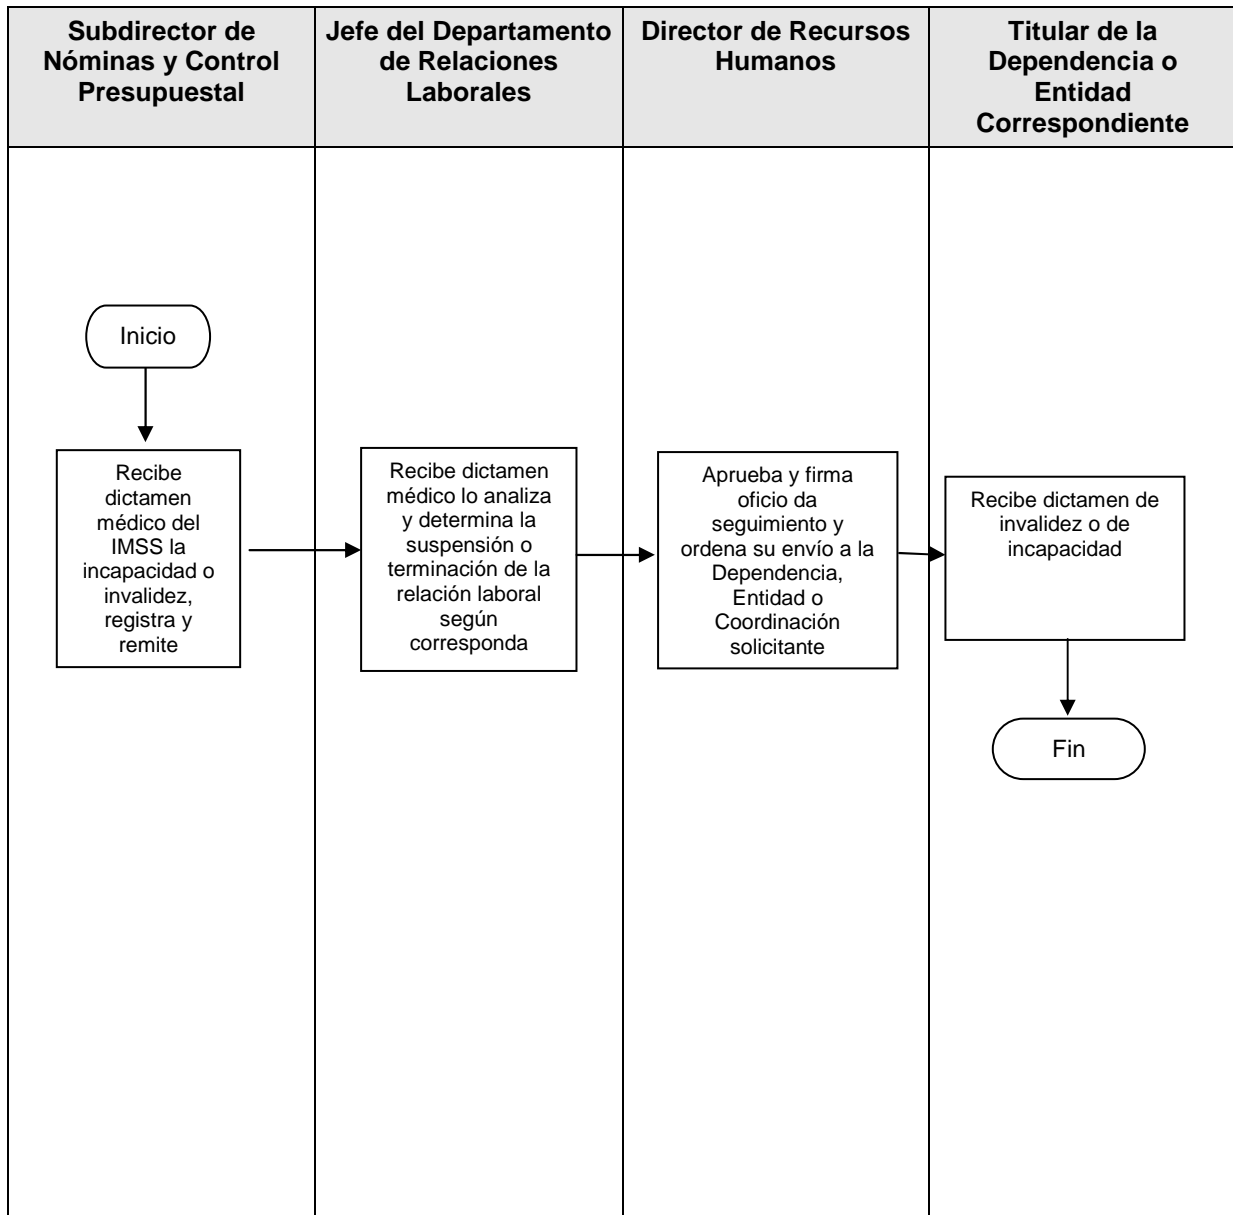 Subdirector de
Nóminas y Control
Presupuestal
Jefe del Departamento
de Relaciones
Laborales
Director de Recursos
Humanos
Titular de la
Dependencia o
Entidad
Correspondiente
Inicio
Recibe
dictamen
médico del
IMSS la
incapacidad o
invalidez,
registra y
remite
Recibe dictamen
médico lo analiza
y determina la
suspensión o
terminación de la
relación laboral
según
corresponda
Aprueba y firma
oficio da
seguimiento y
ordena su envío a la
Dependencia,
Entidad o
Coordinación
solicitante
Recibe dictamen de
invalidez o de
incapacidad
Fin